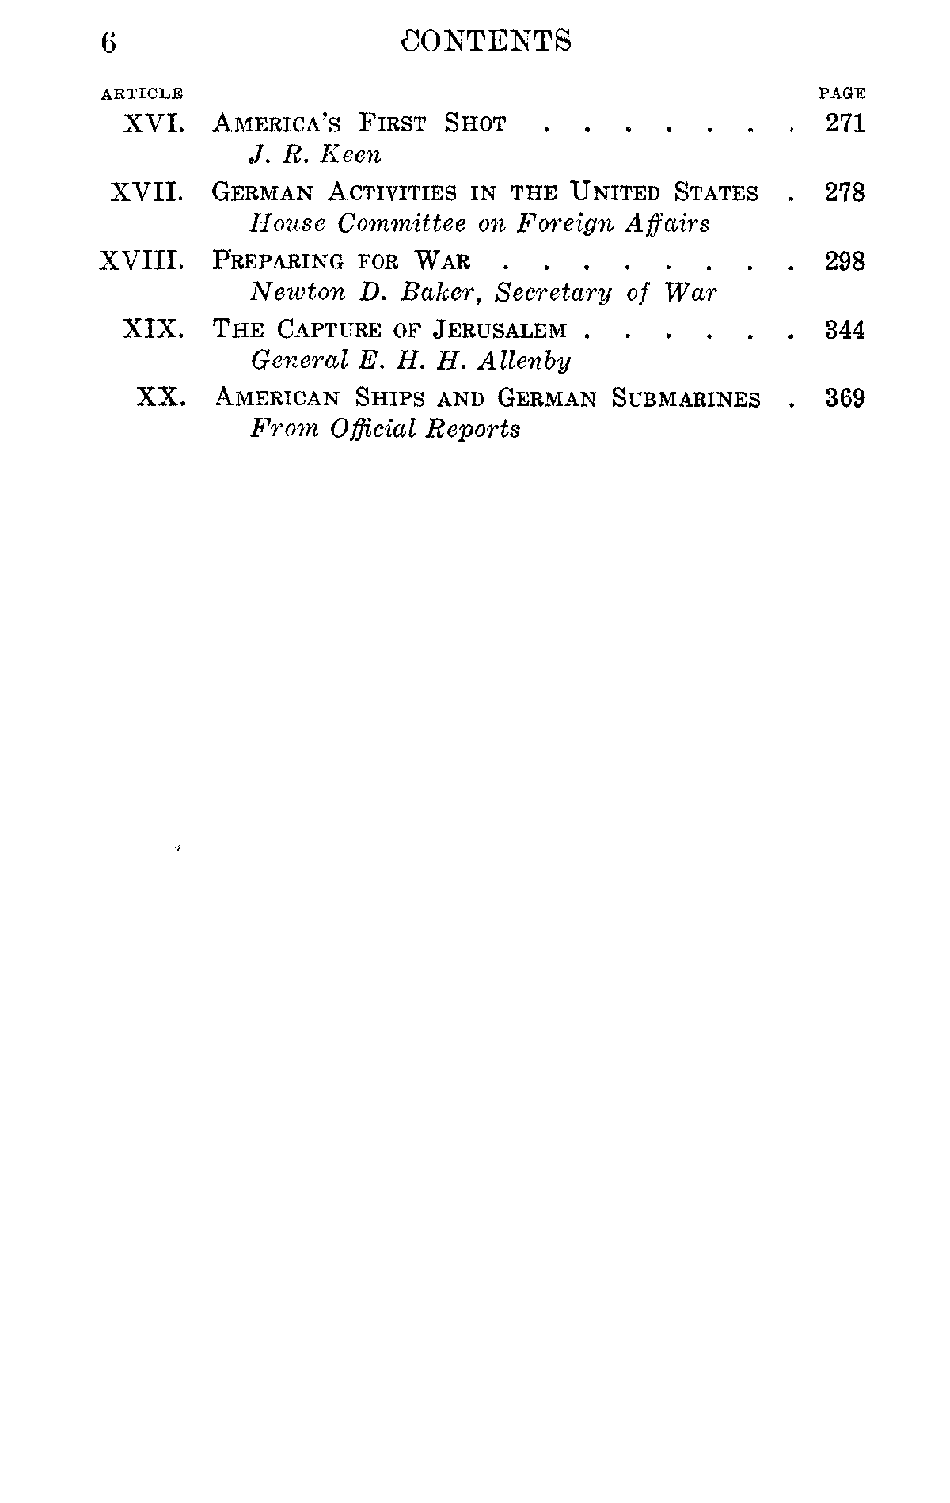 6 CONTENTS
ARTICLE PAGE
XVI. AMERICA'S FIRST SHOT . . . . . . . 271
J. R. Keen
XVII. GERMAN ACTIVITIES IN THE UNITED STATES . 278
House Committee on Foreign Affairs
XVIII. PREPARING FOR WAR . . . . . . . . 298
Newton D. Baker, Secretary of War
XIX. THE CAPTURE OF JERUSALEM . . . . . . 344
General E. H. H. Allenby
XX. AMERICAN SHIPS AND GERMAN SUBMARINES . 369
From Official Reports